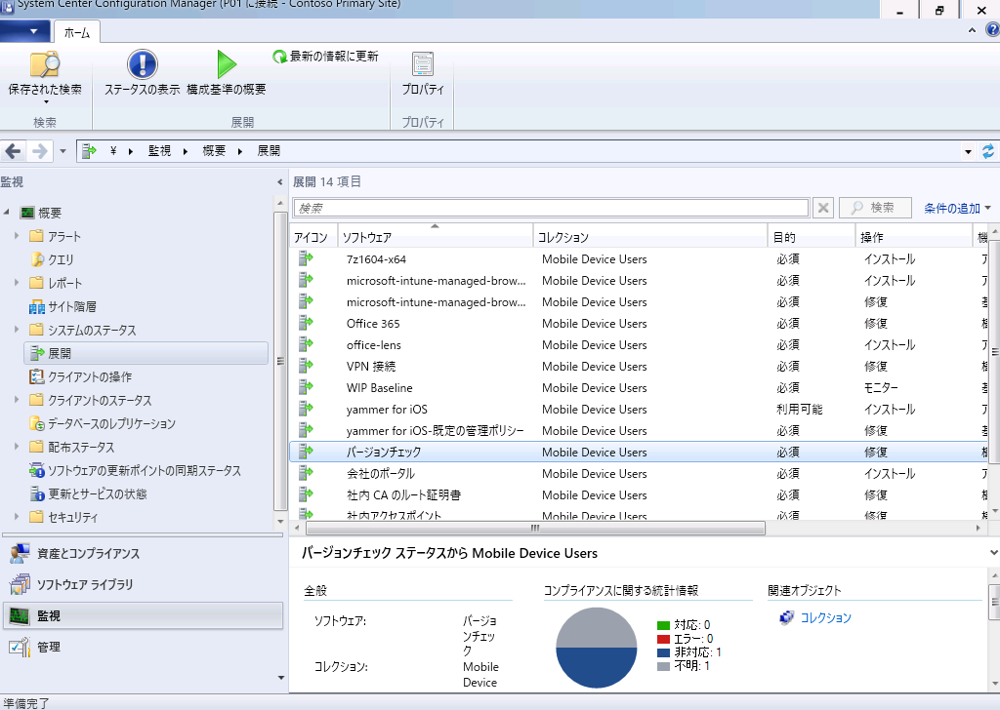 System Center Configuration Manager (P01 に接続 - Contoso Primary Site)
ホーム
保存された検索
検索
ステータスの表示
構成基準の概要
最新の情報に更新
展開
プロパティ
プロパティ
¥ 監視 概要 展開
監視
概要
アラート
クエリ
レポート
サイト階層
システムのステータス
展開
クライアントの操作
クライアントのステータス
データベースのレプリケーション
配布ステータス
ソフトウェアの更新ポイントの同期ステータス
更新とサービスの状態
セキュリティ
資産とコンプライアンス
ソフトウェア ライブラリ
監視
管理
展開 14 項目
検索
検索
条件の追加
アイコン ソフトウェア コレクション 目的 操作
7z1604-x64 Mobile Device Users 必須 インストール
microsoft-intune-managed-brow... Mobile Device Users 必須 インストール
microsoft-intune-managed-brow... Mobile Device Users 必須 修復
Office 365 Mobile Device Users 必須 修復
office-lens Mobile Device Users 必須 インストール
VPN 接続 Mobile Device Users 必須 修復
WIP Baseline Mobile Device Users 必須 モニター
yammer for iOS Mobile Device Users 利用可能 インストール
yammer for iOS-既定の管理ポリシー Mobile Device Users 必須 修復
バージョンチェック Mobile Device Users 必須 修復
会社のポータル Mobile Device Users 必須 インストール
社内 CA のルート証明書 Mobile Device Users 必須 修復
社内アクセスポイント Mobile Device Users 必須 修復
バージョンチェック ステータスから Mobile Device Users
全般
ソフトウェア:
バージョ
ンチェッ
ク
コレクション:
Mobile
Device
コンプライアンスに関する統計情報
対応: 0
エラー: 0
非対応: 1
不明: 1
関連オブジェクト
コレクション
準備完了